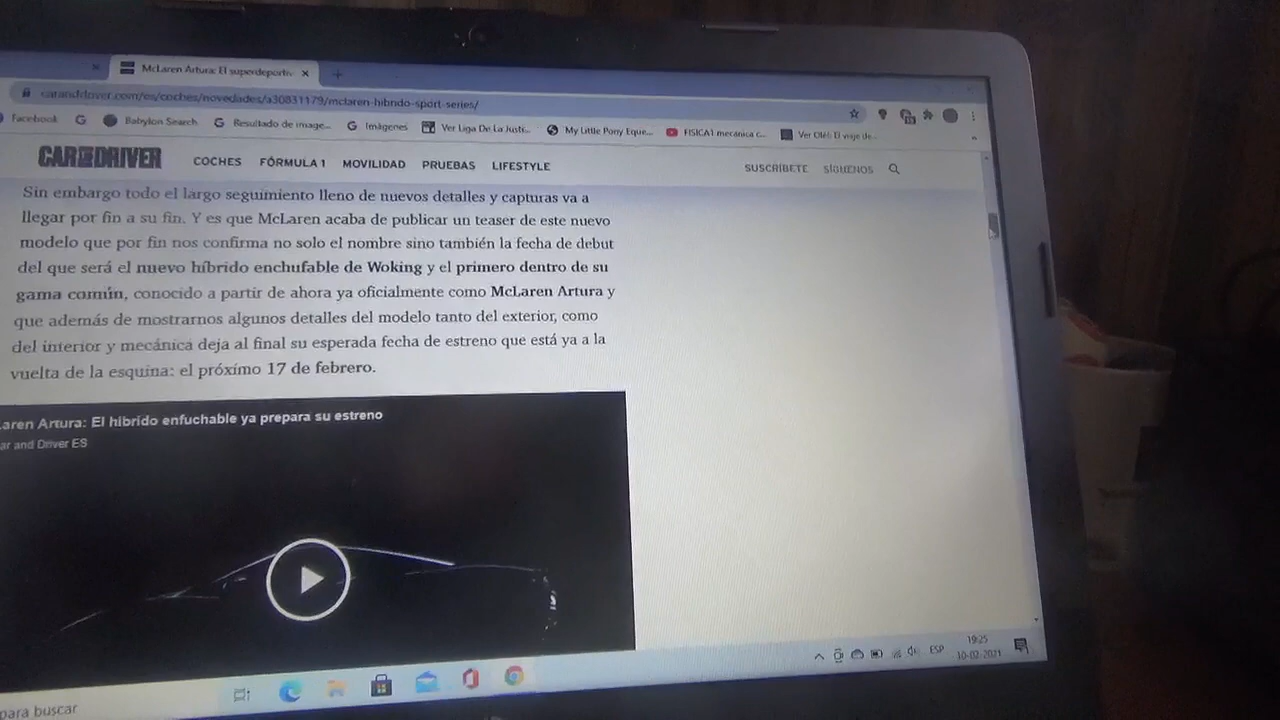 McLaren Artura: El superdeportiv
caranddriver.com/es/coches/novedades/a30831179/mclaren-hibrido-sport-series/
Facebook
Babylon Search
Resultado de image...
Imágenes
Ver Liga De La Justi...
My Little Pony Eque...
FISICA1 mecánica c...
Ver Olé! El viaje de...
CAR AND DRIVER
COCHES FÓRMULA 1 MOVILIDAD PRUEBAS LIFESTYLE
SUSCRÍBETE SÍGUENOS
Sin embargo todo el largo seguimiento lleno de nuevos detalles y capturas va a
llegar por fin a su fin. Y es que McLaren acaba de publicar un teaser de este nuevo
modelo que por fin nos confirma no solo el nombre sino también la fecha de debut
del que será el nuevo híbrido enchufable de Woking y el primero dentro de su
gama común, conocido a partir de ahora ya oficialmente como McLaren Artura y
que además de mostrarnos algunos detalles del modelo tanto del exterior, como
del interior y mecánica deja al final su esperada fecha de estreno que está ya a la
vuelta de la esquina: el próximo 17 de febrero.
Laren Artura: El hibrido enfuchable ya prepara su estreno
ar and Driver ES
ESP
19:25
10-02-2021
para buscar